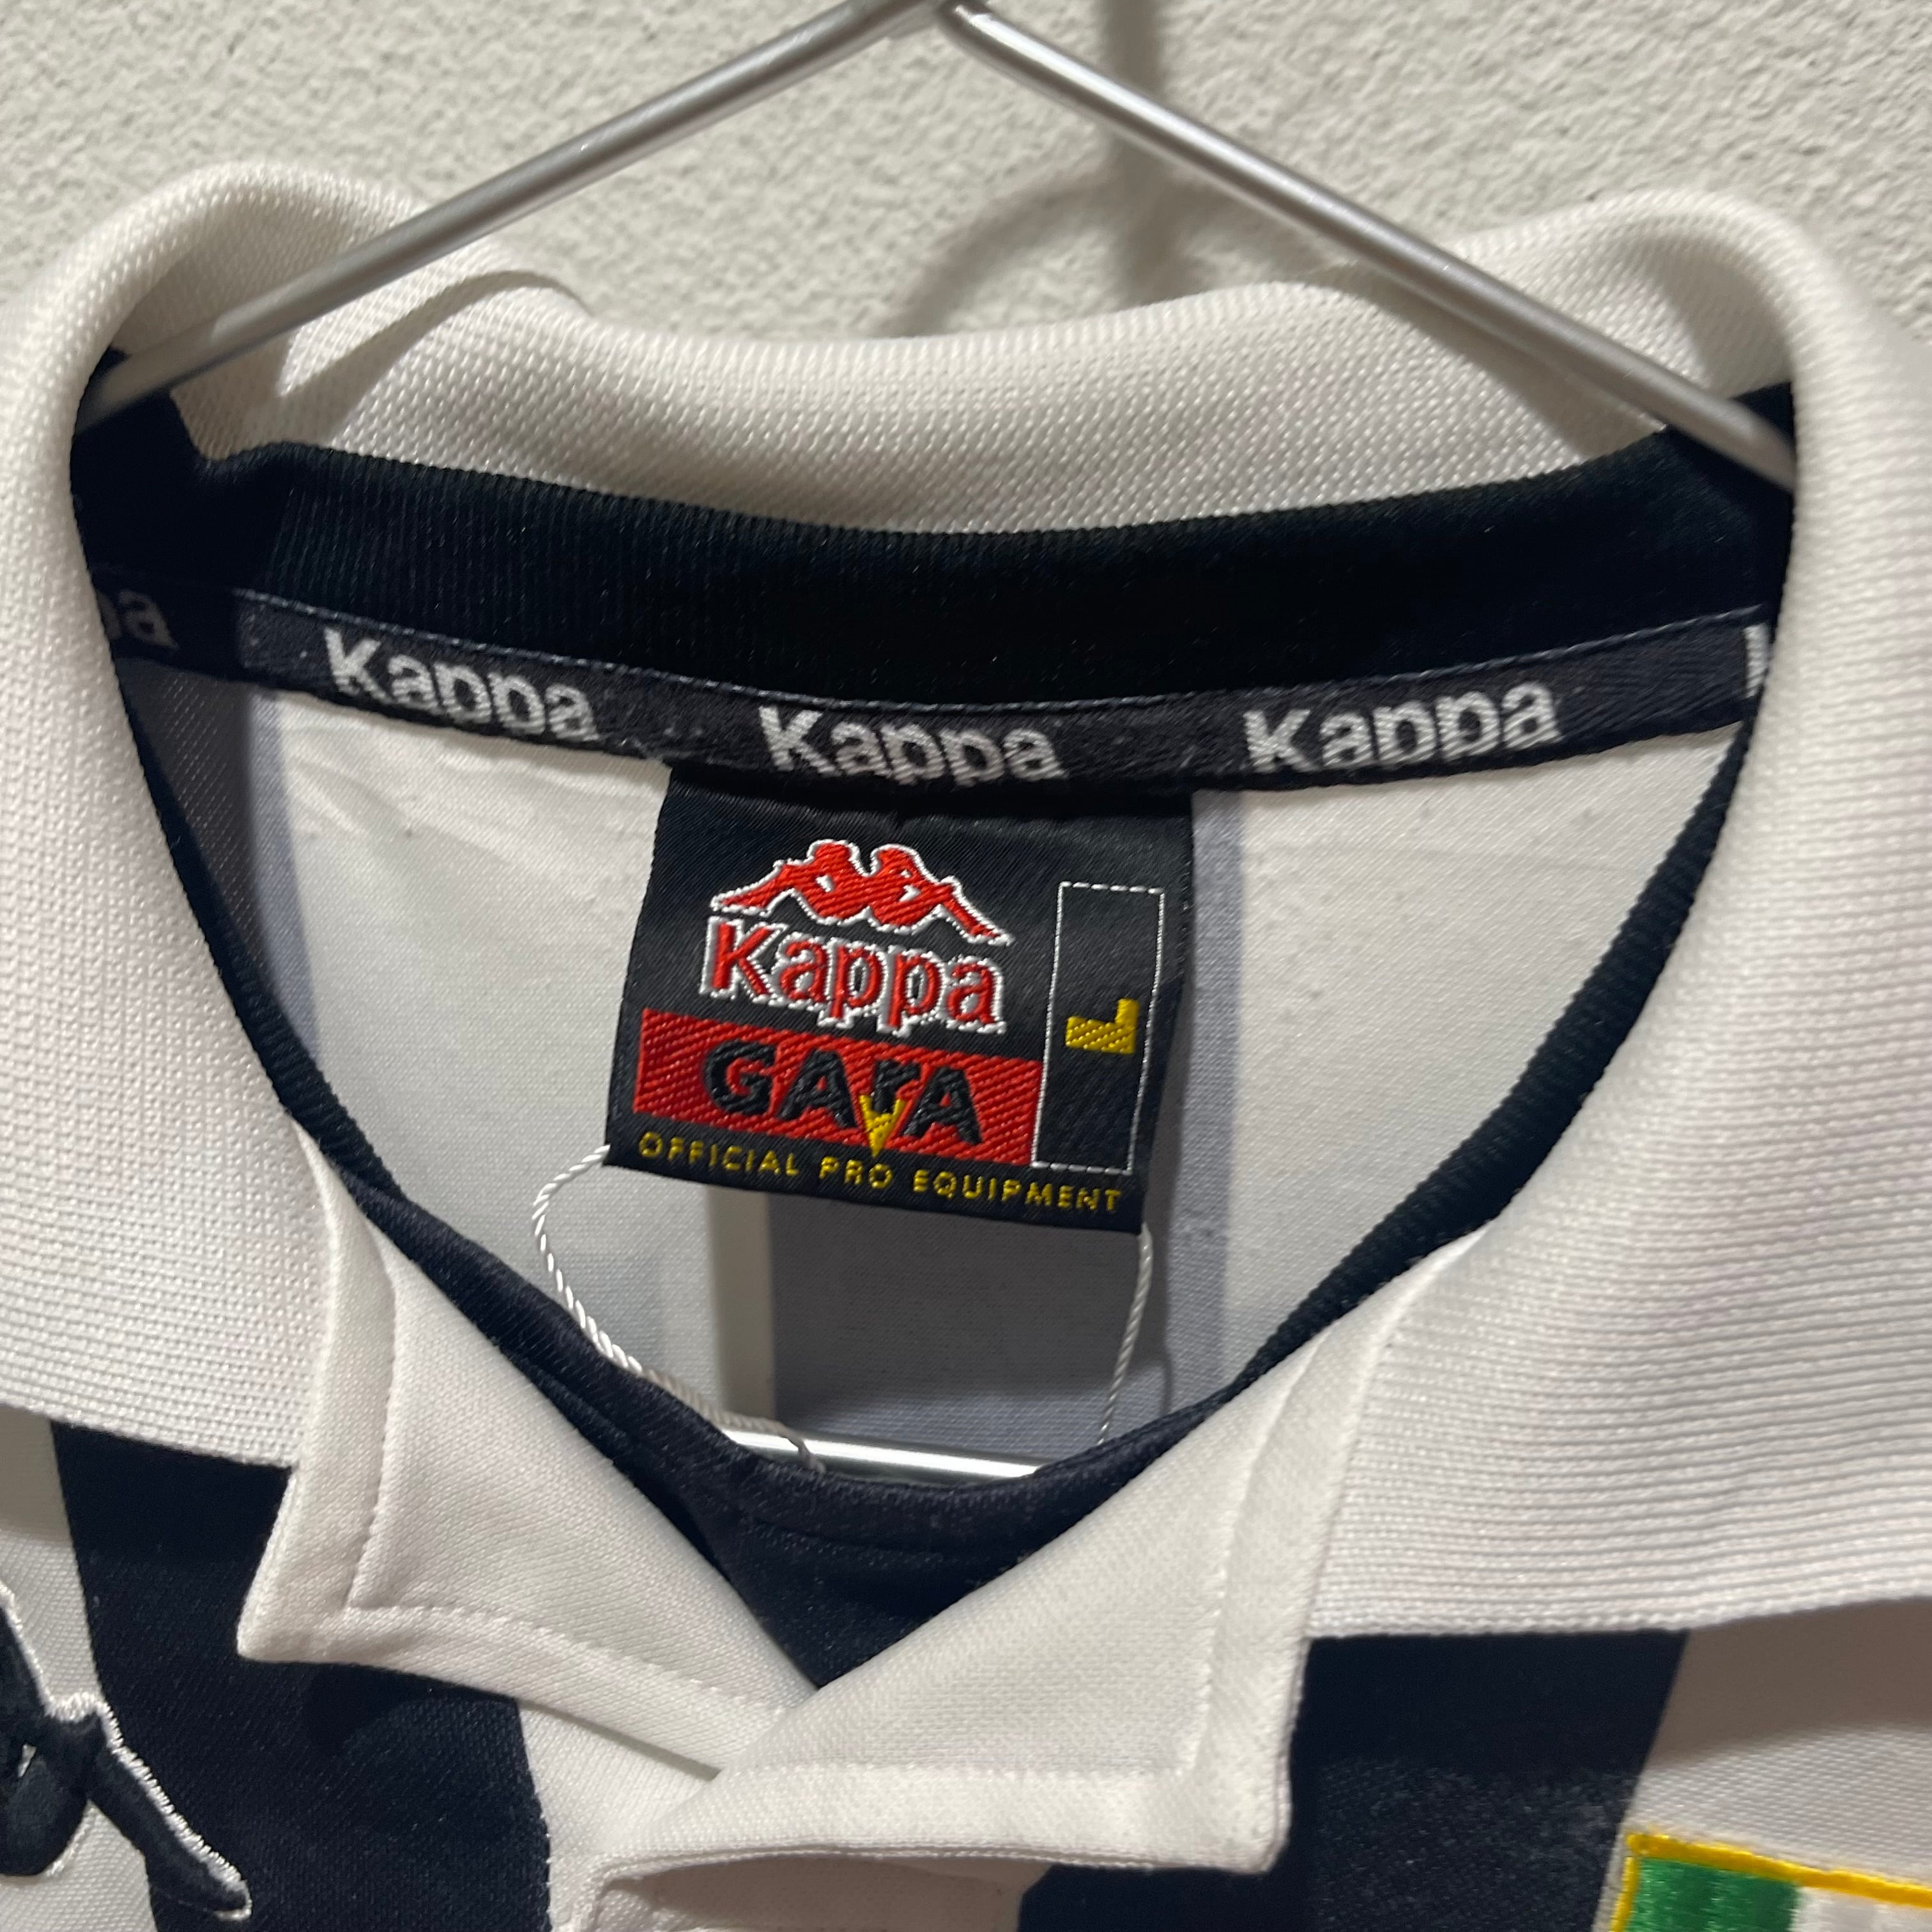 Kappa Kappa Kappa
Kappa
GArA
L
OFFICIAL PRO EQUIPMENT